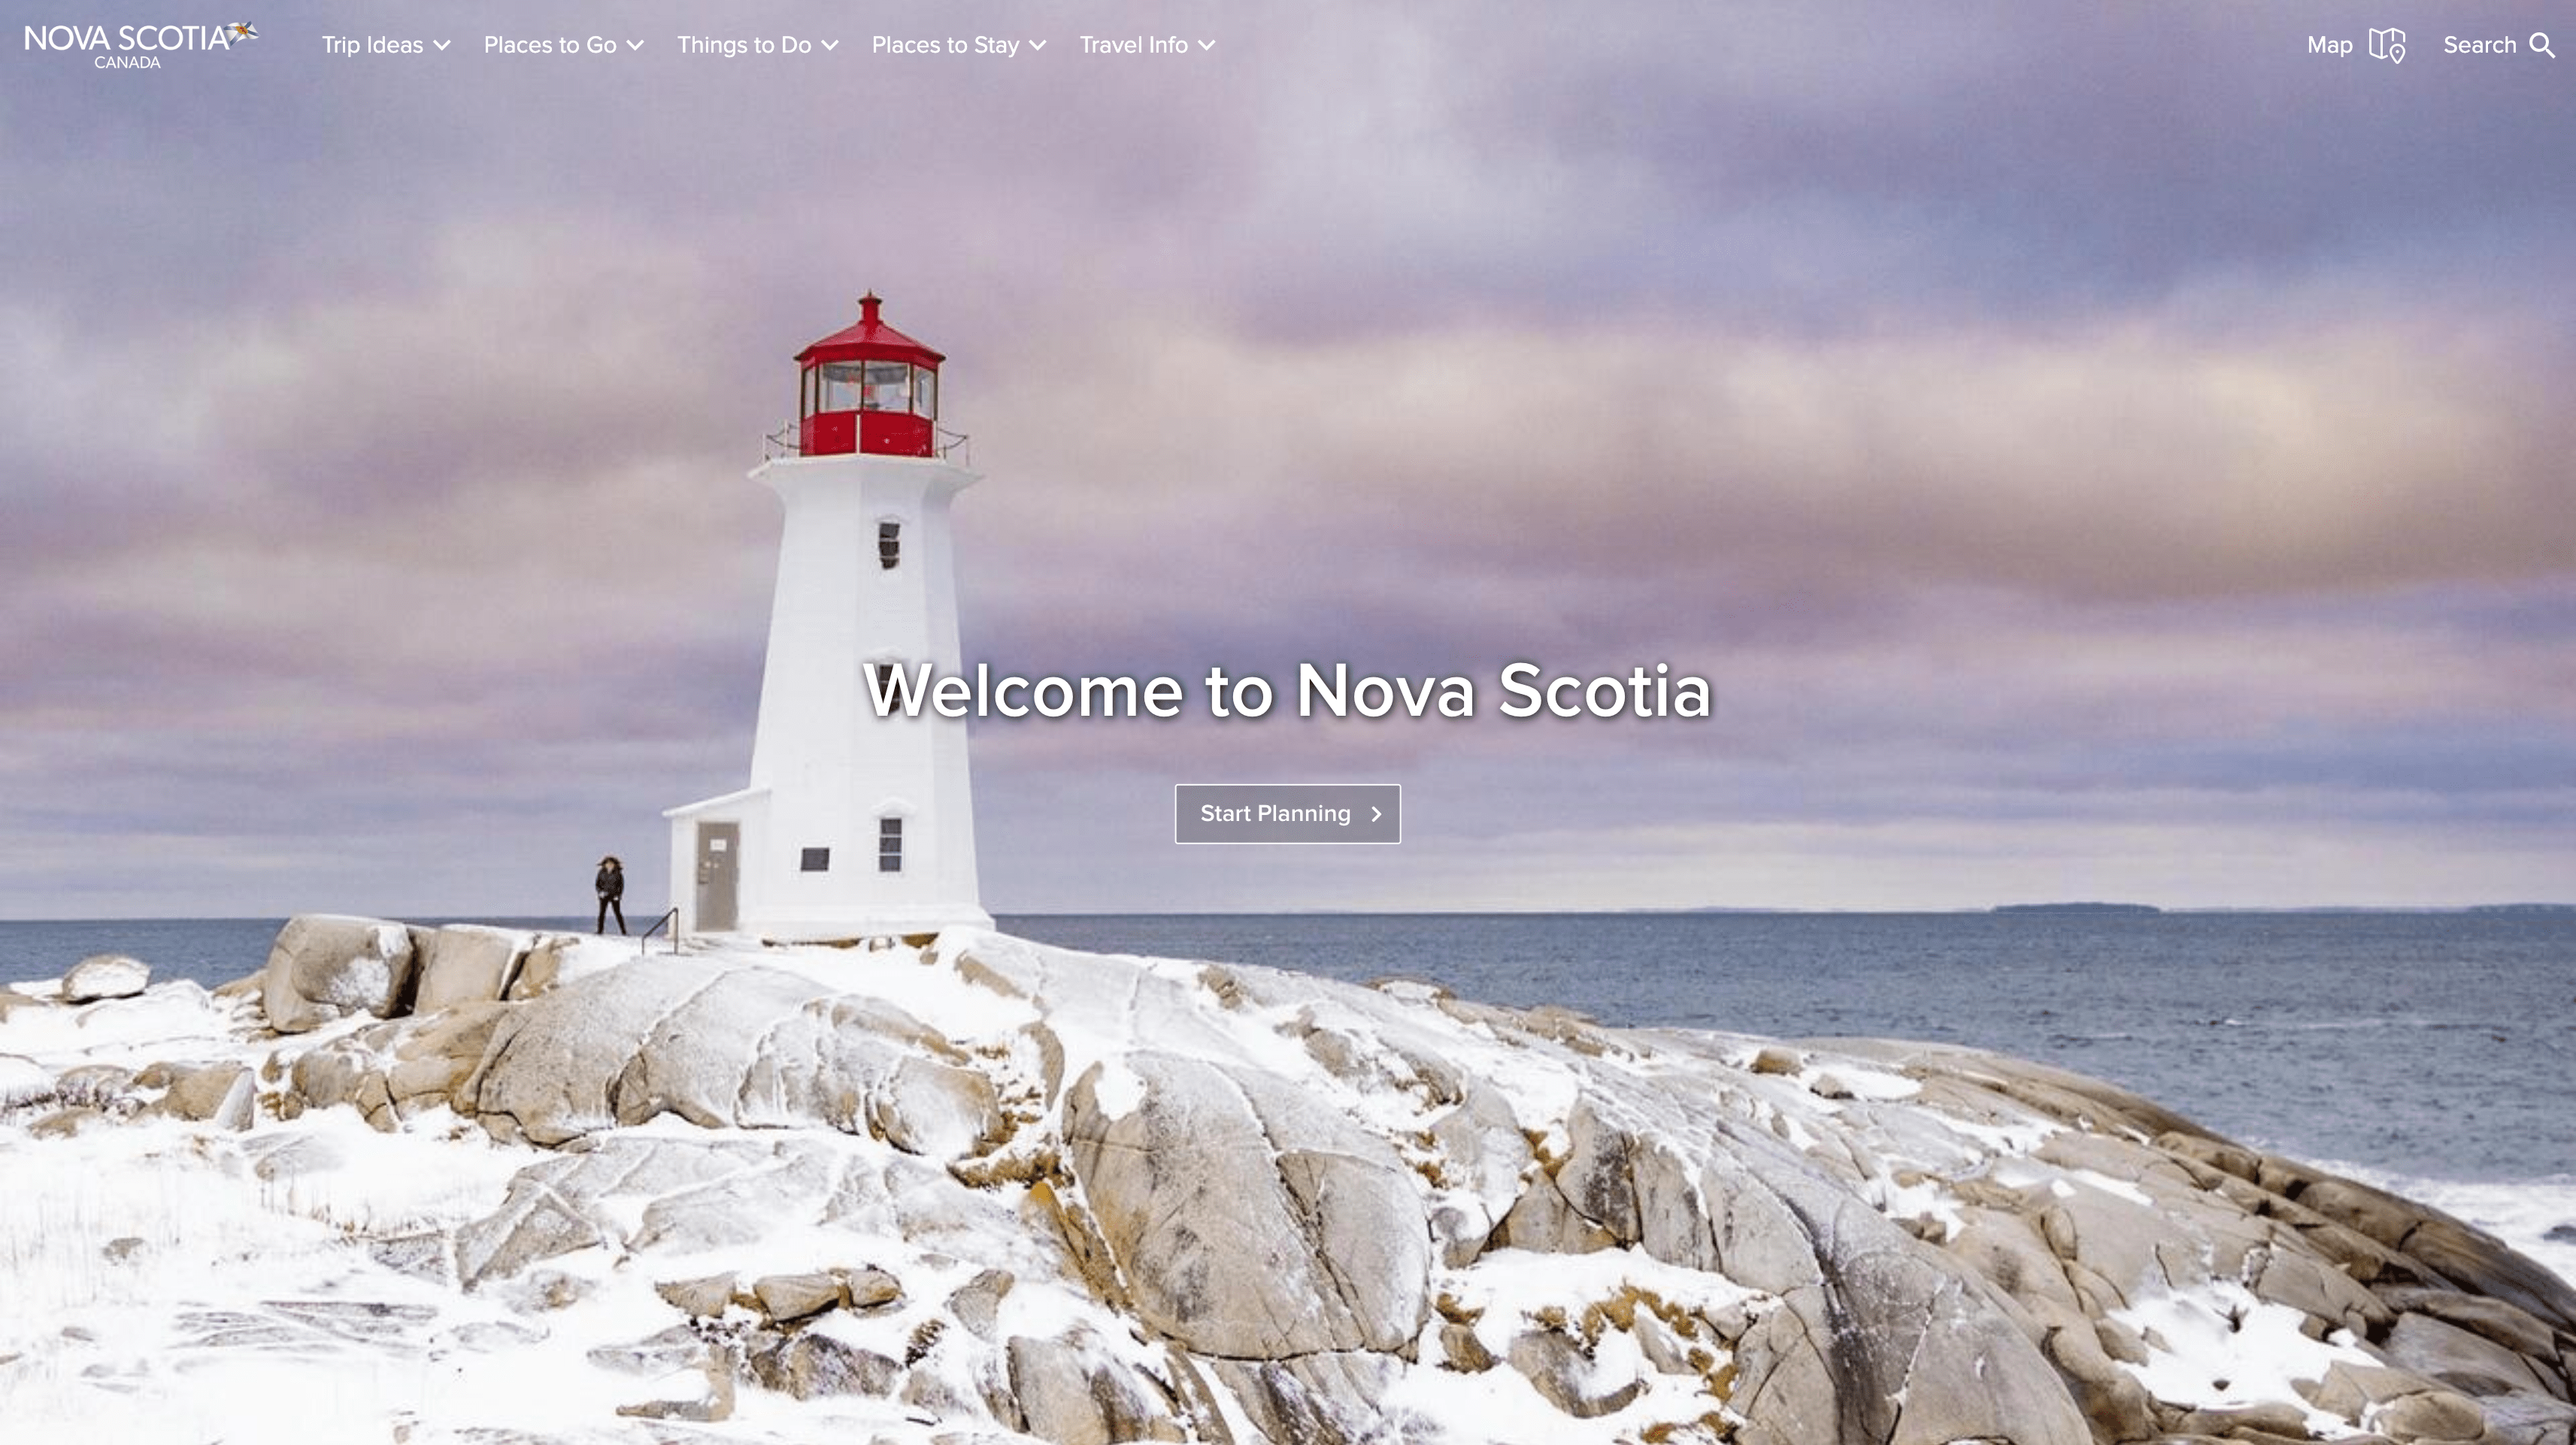 NOVA SCOTIA
CANADA
Trip Ideas
Places to Go
Things to Do
Places to Stay
Travel Info
Map
Search
Welcome to Nova Scotia
Start Planning